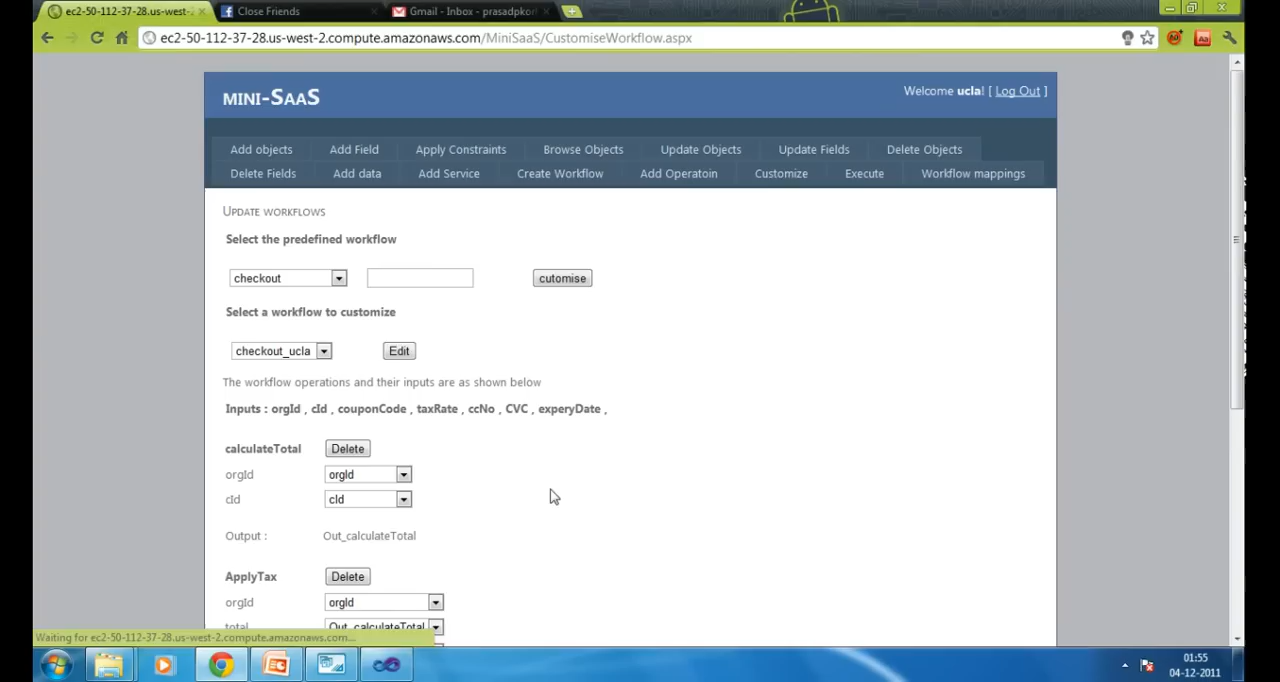 ec2-50-112-37-28.us-west-2. Close Friends Gmail - Inbox - prasadpkor
ec2-50-112-37-28.us-west-2.compute.amazonaws.com/MiniSaaS/CustomiseWorkflow.aspx
MINI-SAAS
Welcome ucla! [ Log Out ]
Add objects Add Field Apply Constraints Browse Objects Update Objects Update Fields Delete Objects
Delete Fields Add data Add Service Create Workflow Add Operatoin Customize Execute Workflow mappings
UPDATE WORKFLOWS
Select the predefined workflow
checkout cutomise
Select a workflow to customize
checkout_ucla Edit
The workflow operations and their inputs are as shown below
Inputs : orgId , cId , couponCode , taxRate , ccNo , CVC , experyDate ,
calculateTotal Delete
orgId orgId
cId cId
Output : Out_calculateTotal
ApplyTax Delete
orgId orgId
total Out_calculateTotal
Waiting for ec2-50-112-37-28.us-west-2.compute.amazonaws.com...
01:55
04-12-2011